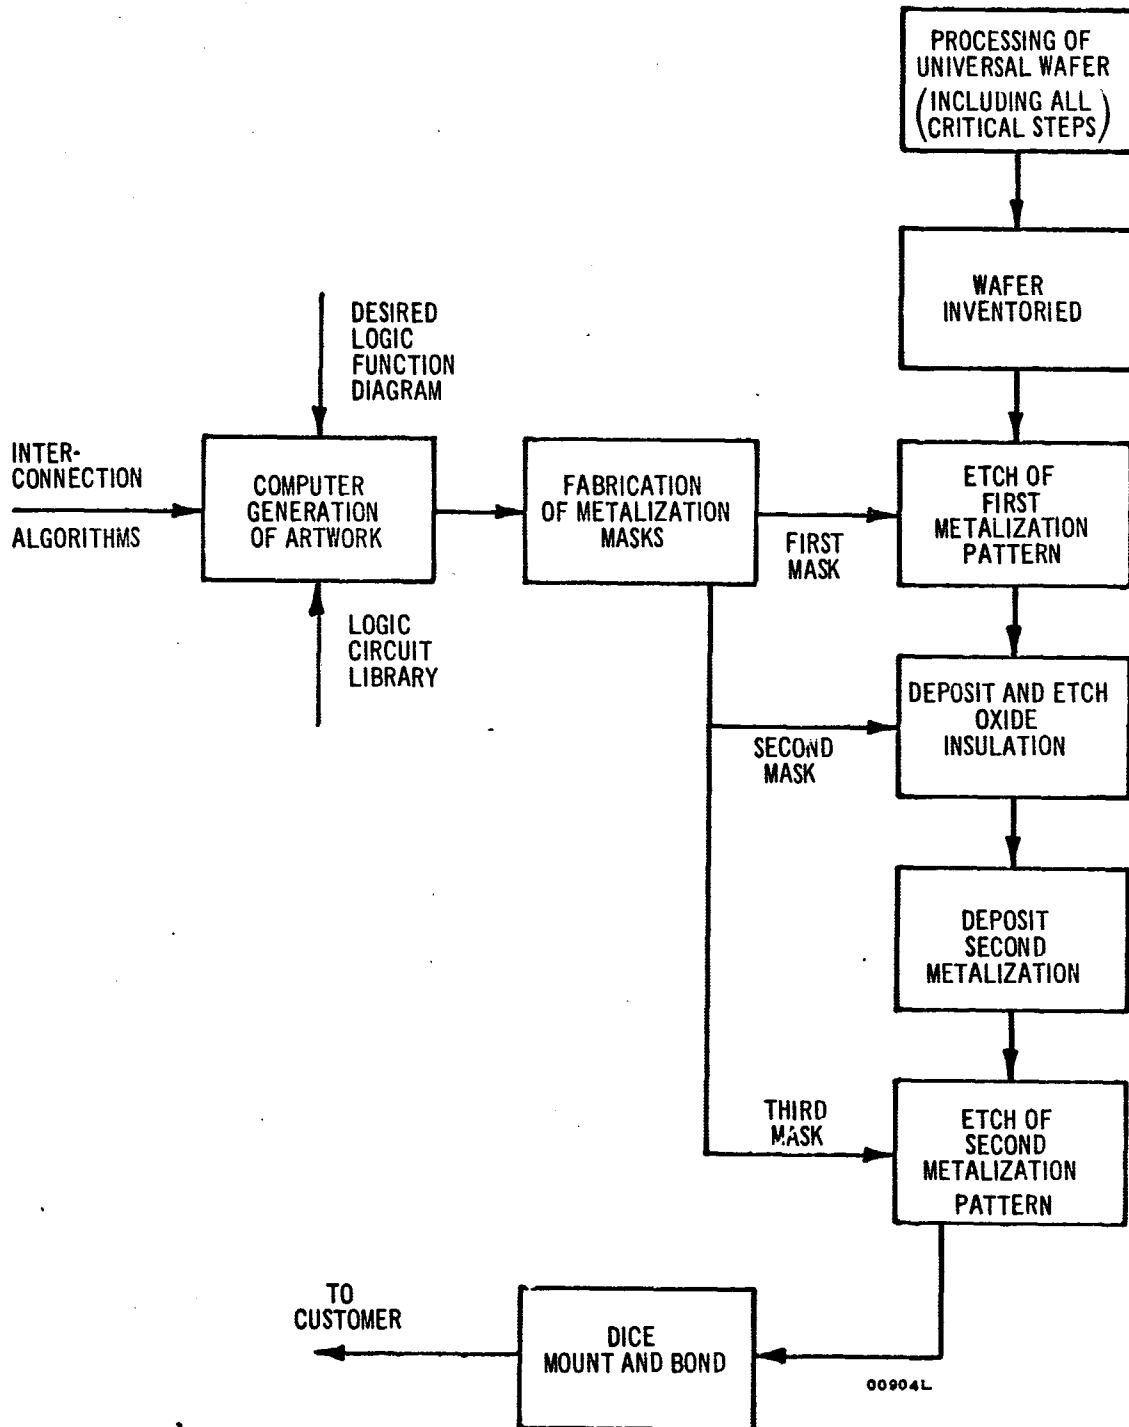 PROCESSING OF
UNIVERSAL WAFER
(INCLUDING ALL
CRITICAL STEPS)
WAFER
INVENTORIED
DESIRED
LOGIC
FUNCTION
DIAGRAM
INTER-
CONNECTION
ALGORITHMS
COMPUTER
GENERATION
OF ARTWORK
LOGIC
CIRCUIT
LIBRARY
FABRICATION
OF METALIZATION
MASKS
FIRST
MASK
ETCH OF
FIRST
METALIZATION
PATTERN
SECOND
MASK
DEPOSIT AND ETCH
OXIDE
INSULATION
DEPOSIT
SECOND
METALIZATION
THIRD
MASK
ETCH OF
SECOND
METALIZATION
PATTERN
TO
CUSTOMER
DICE
MOUNT AND BOND
00904L